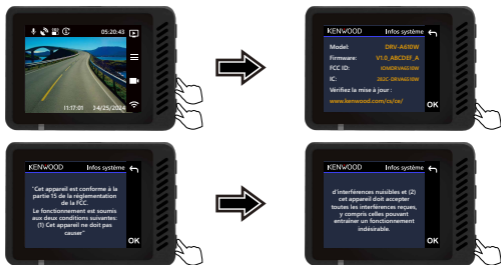 05:20:43
11:17:01 34/25/2024
KENWOOD Infos système
Model: DRV-A610W
Firmware: V1.0_ABCDEF_A
FCC ID:
IC: 282C-DRVA610W
Vérifiez la mise à jour :
www.kenwood.com/cs/ce/
OK
KENWOOD Infos système
"Cet appareil est conforme à la
partie 15 de la réglementation
de la FCC.
Le fonctionnement est soumis
aux deux conditions suivantes:
(1) Cet appareil ne doit pas
causer"
OK
KENWOOD Infos système
d'interférences nuisibles et (2)
cet appareil doit accepter
toutes les interférences reçues,
y compris celles pouvant
entraîner un fonctionnement
indésirable.
OK